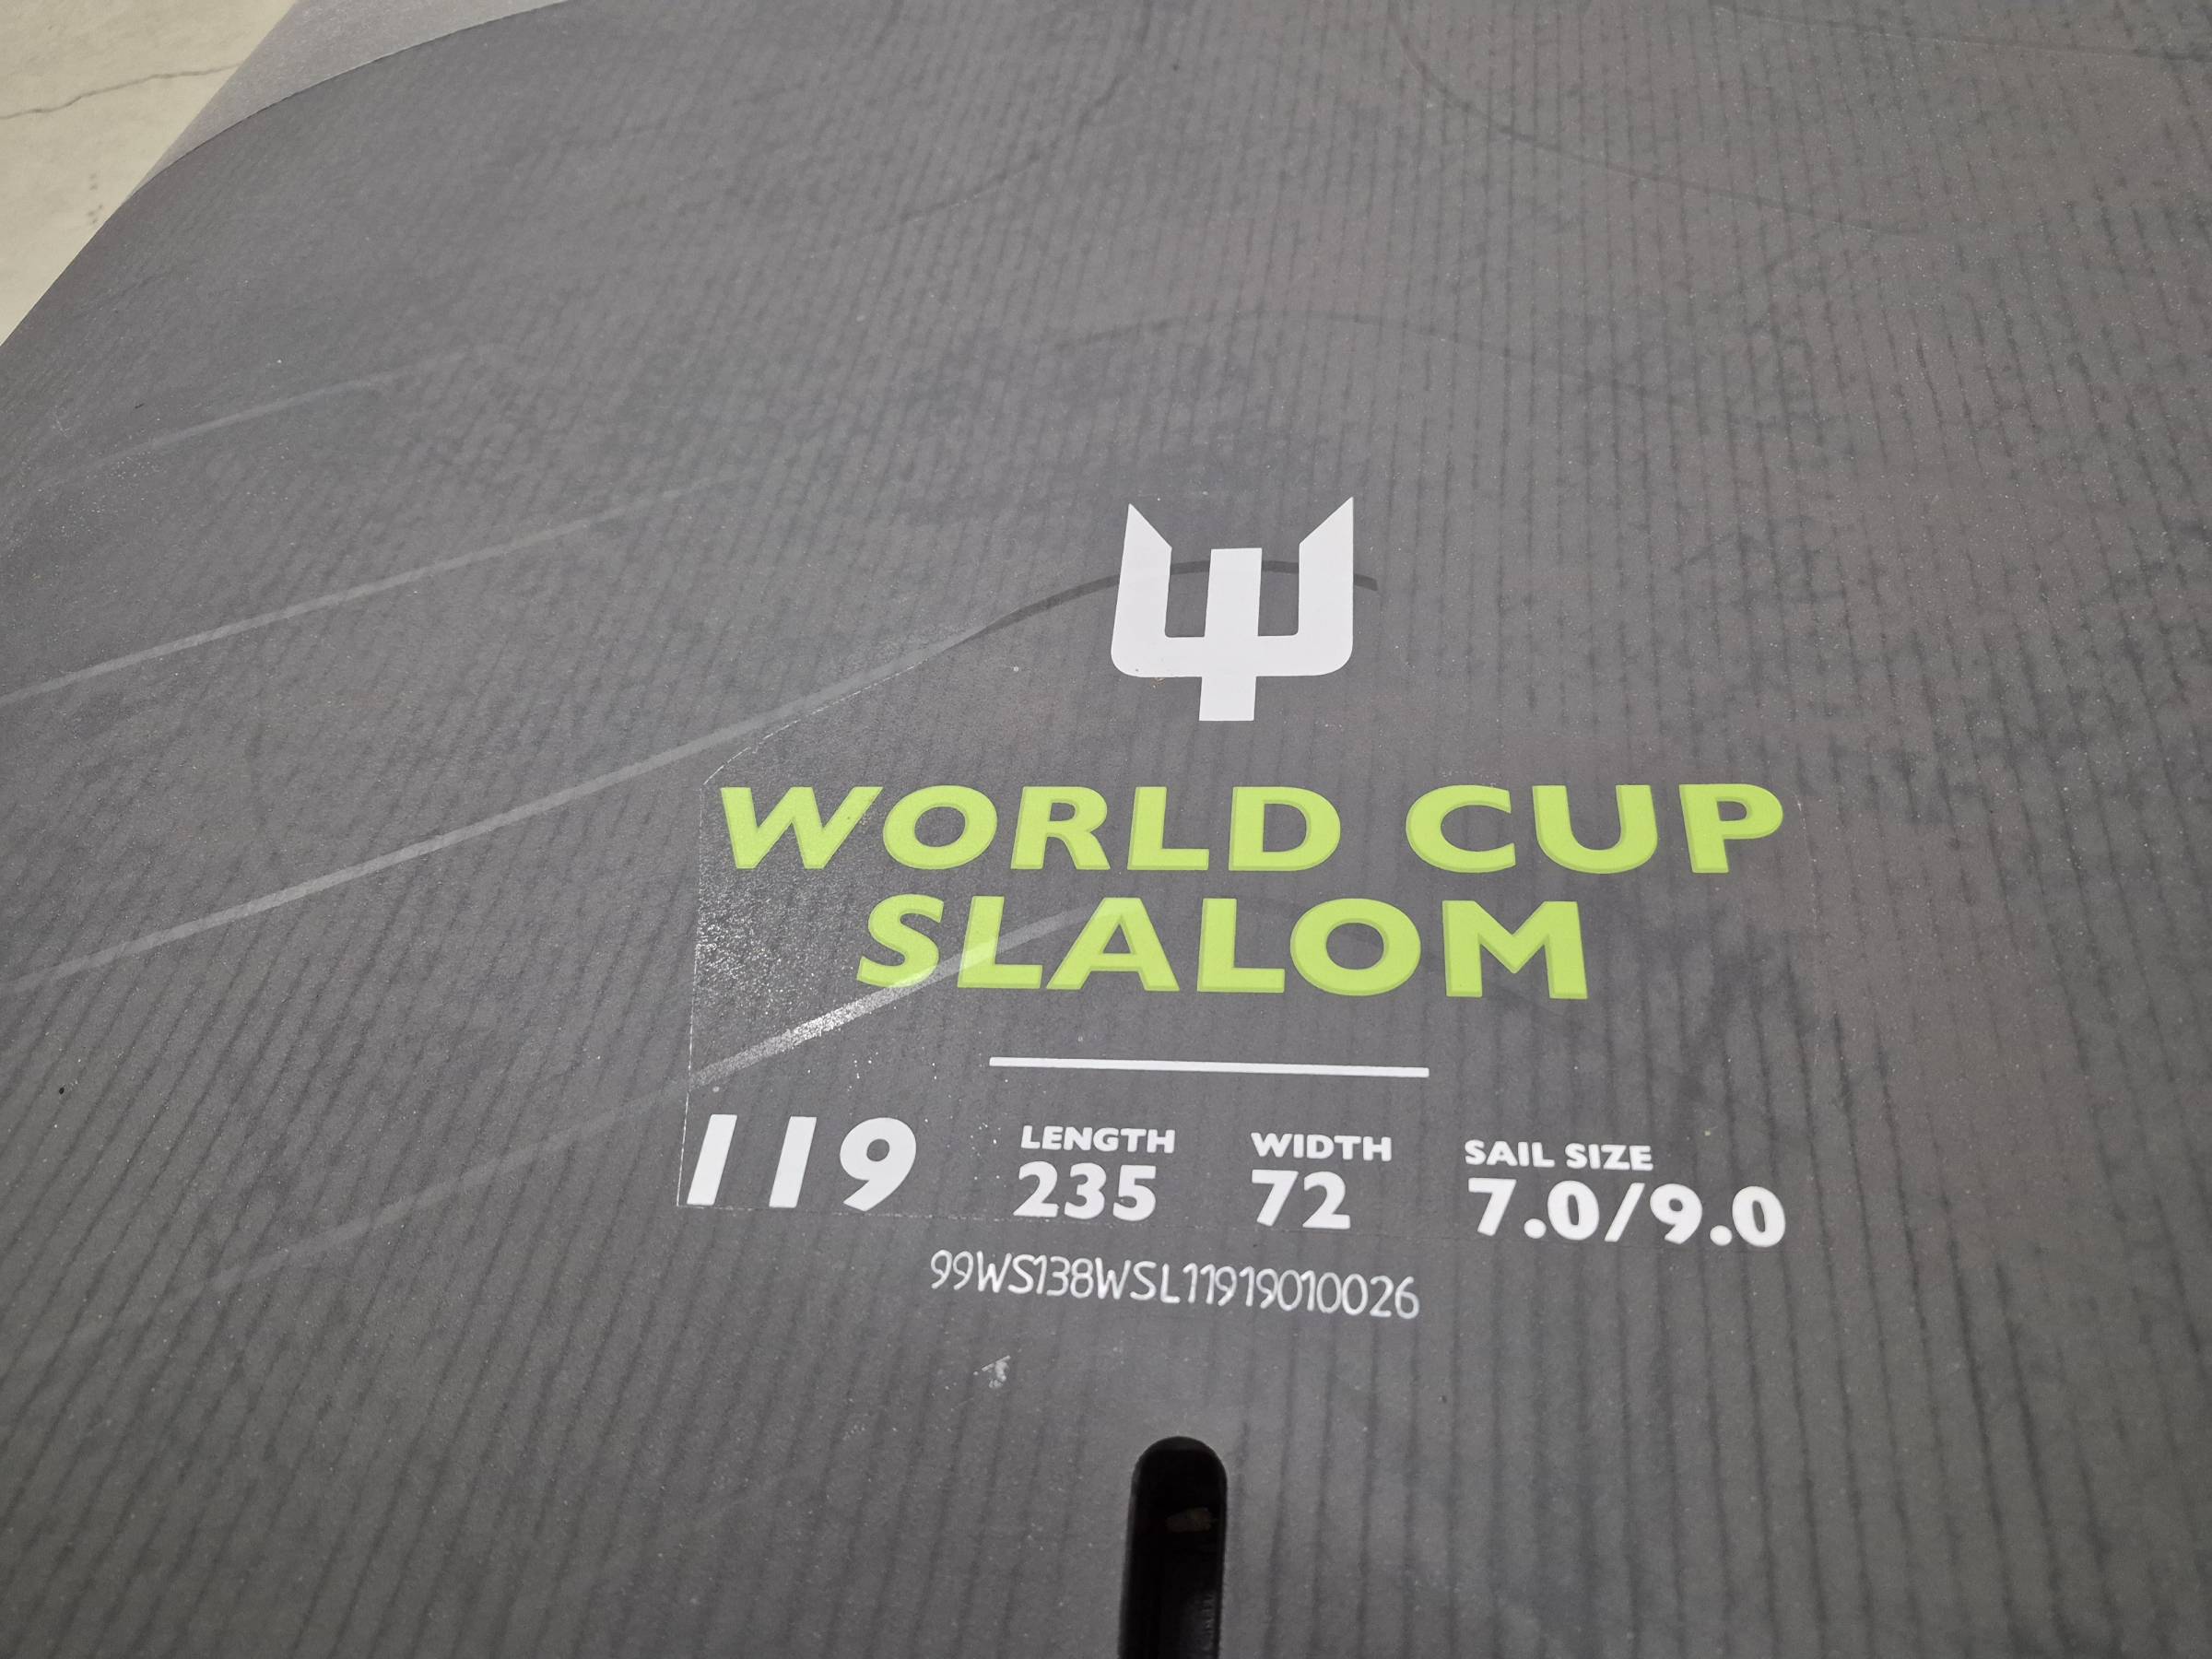 WORLD CUP
SLALOM
119
LENGTH WIDTH SAIL SIZE
235 72 7.0/9.0
99WS138WSL11919010026